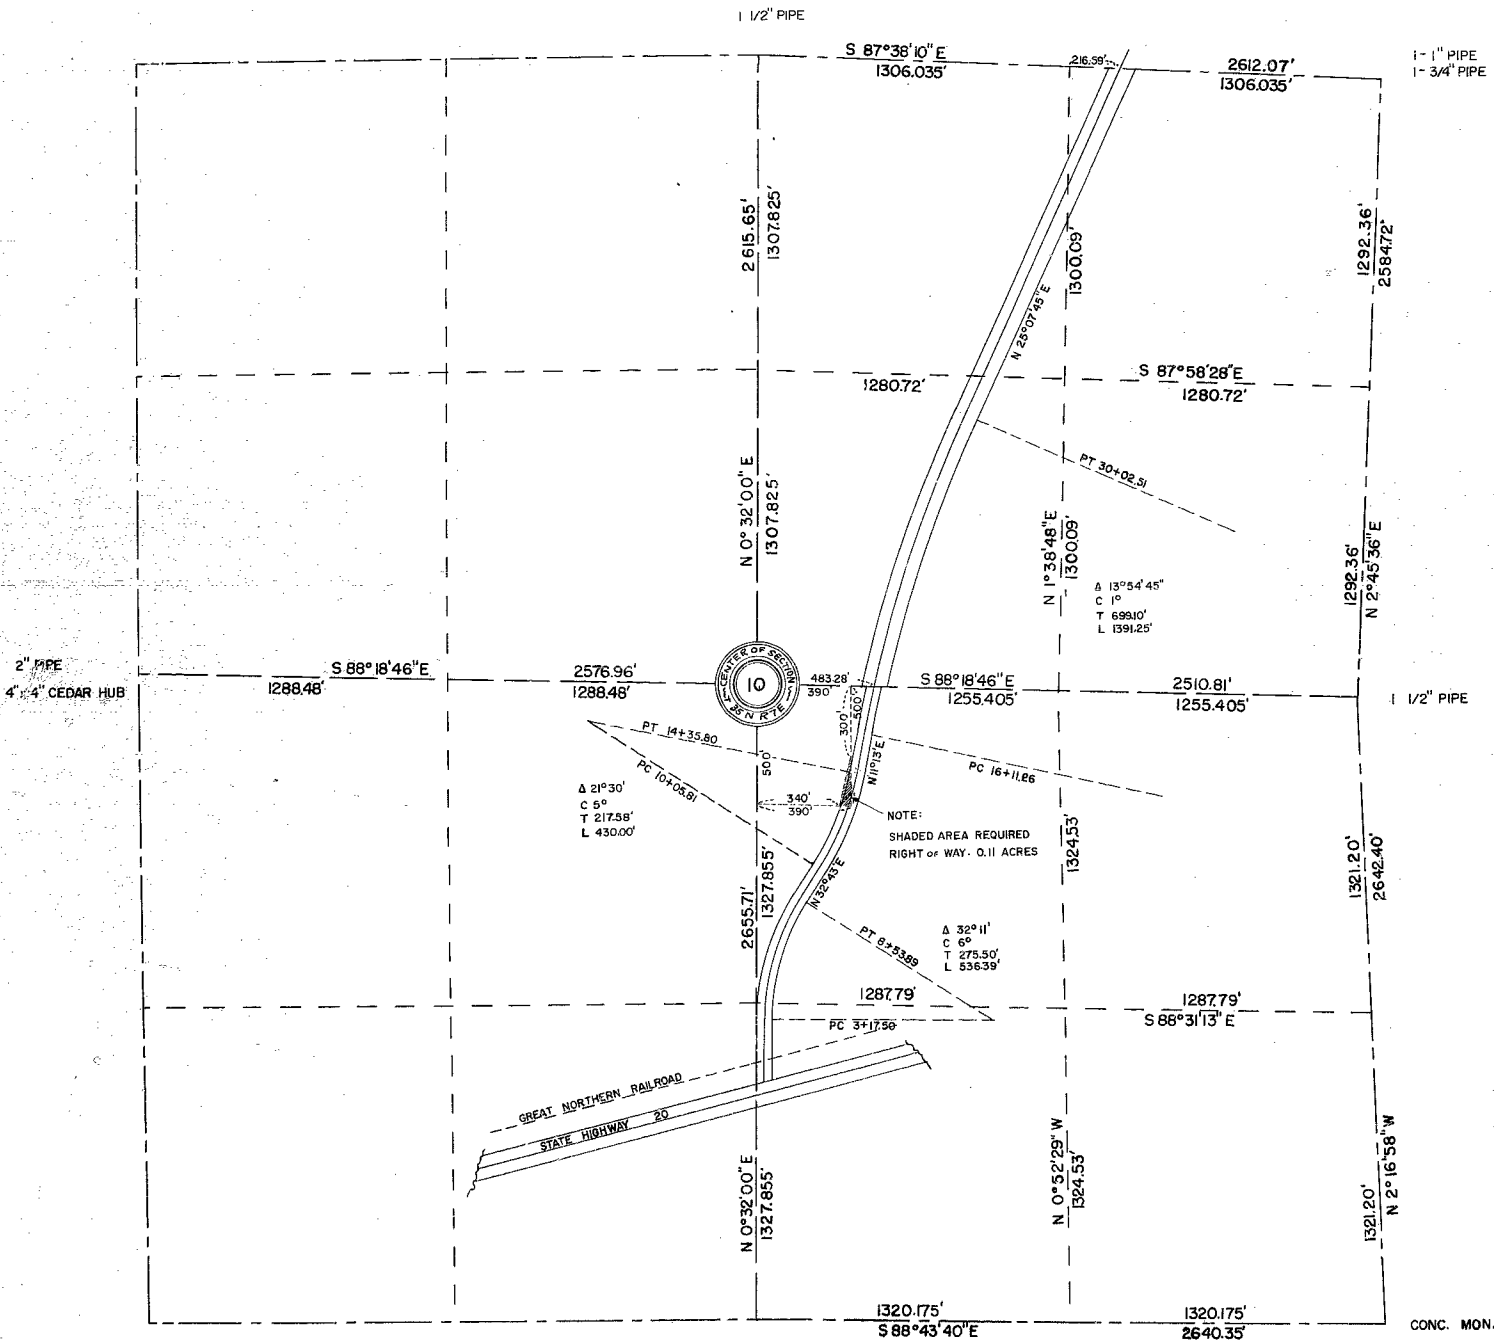 1 1/2" PIPE
S 87°38'10" E
1306.035'
216.59'
2612.07'
1306.035'
1 - 1" PIPE
1 - 3/4" PIPE
2615.65'
1307.825'
1300.09'
N 25°07'45" E
1292.36'
2584.72'
1280.72'
S 87°58'28" E
1280.72'
PT 30+02.51
N 0°32'00" E
1307.825'
N 1°38'48" E
1300.09'
1292.36'
N 2°45'36" E
Δ 13°54'45"
C 1°
T 699.10'
L 1391.25'
2" PIPE
4" 4" CEDAR HUB
S 88°18'46" E
1288.48'
2576.96'
1288.48'
CENTER OF SECTION
10
T 35 N R 7 E
483.28'
390'
S 88°18'46" E
1255.405'
2510.81'
1255.405'
1 1/2" PIPE
300'
500'
PT 14+35.80
PC 10+05.81
500'
N 11°13' E
PC 16+11.26
Δ 21°30'
C 5°
T 217.58'
L 430.00'
340'
390'
NOTE:
SHADED AREA REQUIRED
RIGHT OF WAY. 0.11 ACRES
1324.53'
1321.20'
2642.40'
2655.71'
1327.855'
N 32°43' E
Δ 32°11'
C 6°
T 275.50'
L 536.39'
PT 8+53.89
1287.79'
1287.79'
S 88°31'13" E
PC 3+17.50
GREAT NORTHERN RAILROAD
STATE HIGHWAY 20
N 0°32'00" E
1327.855'
N 0°52'29" W
1324.53'
1321.20'
N 2°16'58" W
1320.175'
S 88°43'40" E
1320.175'
2640.35'
CONC. MON.